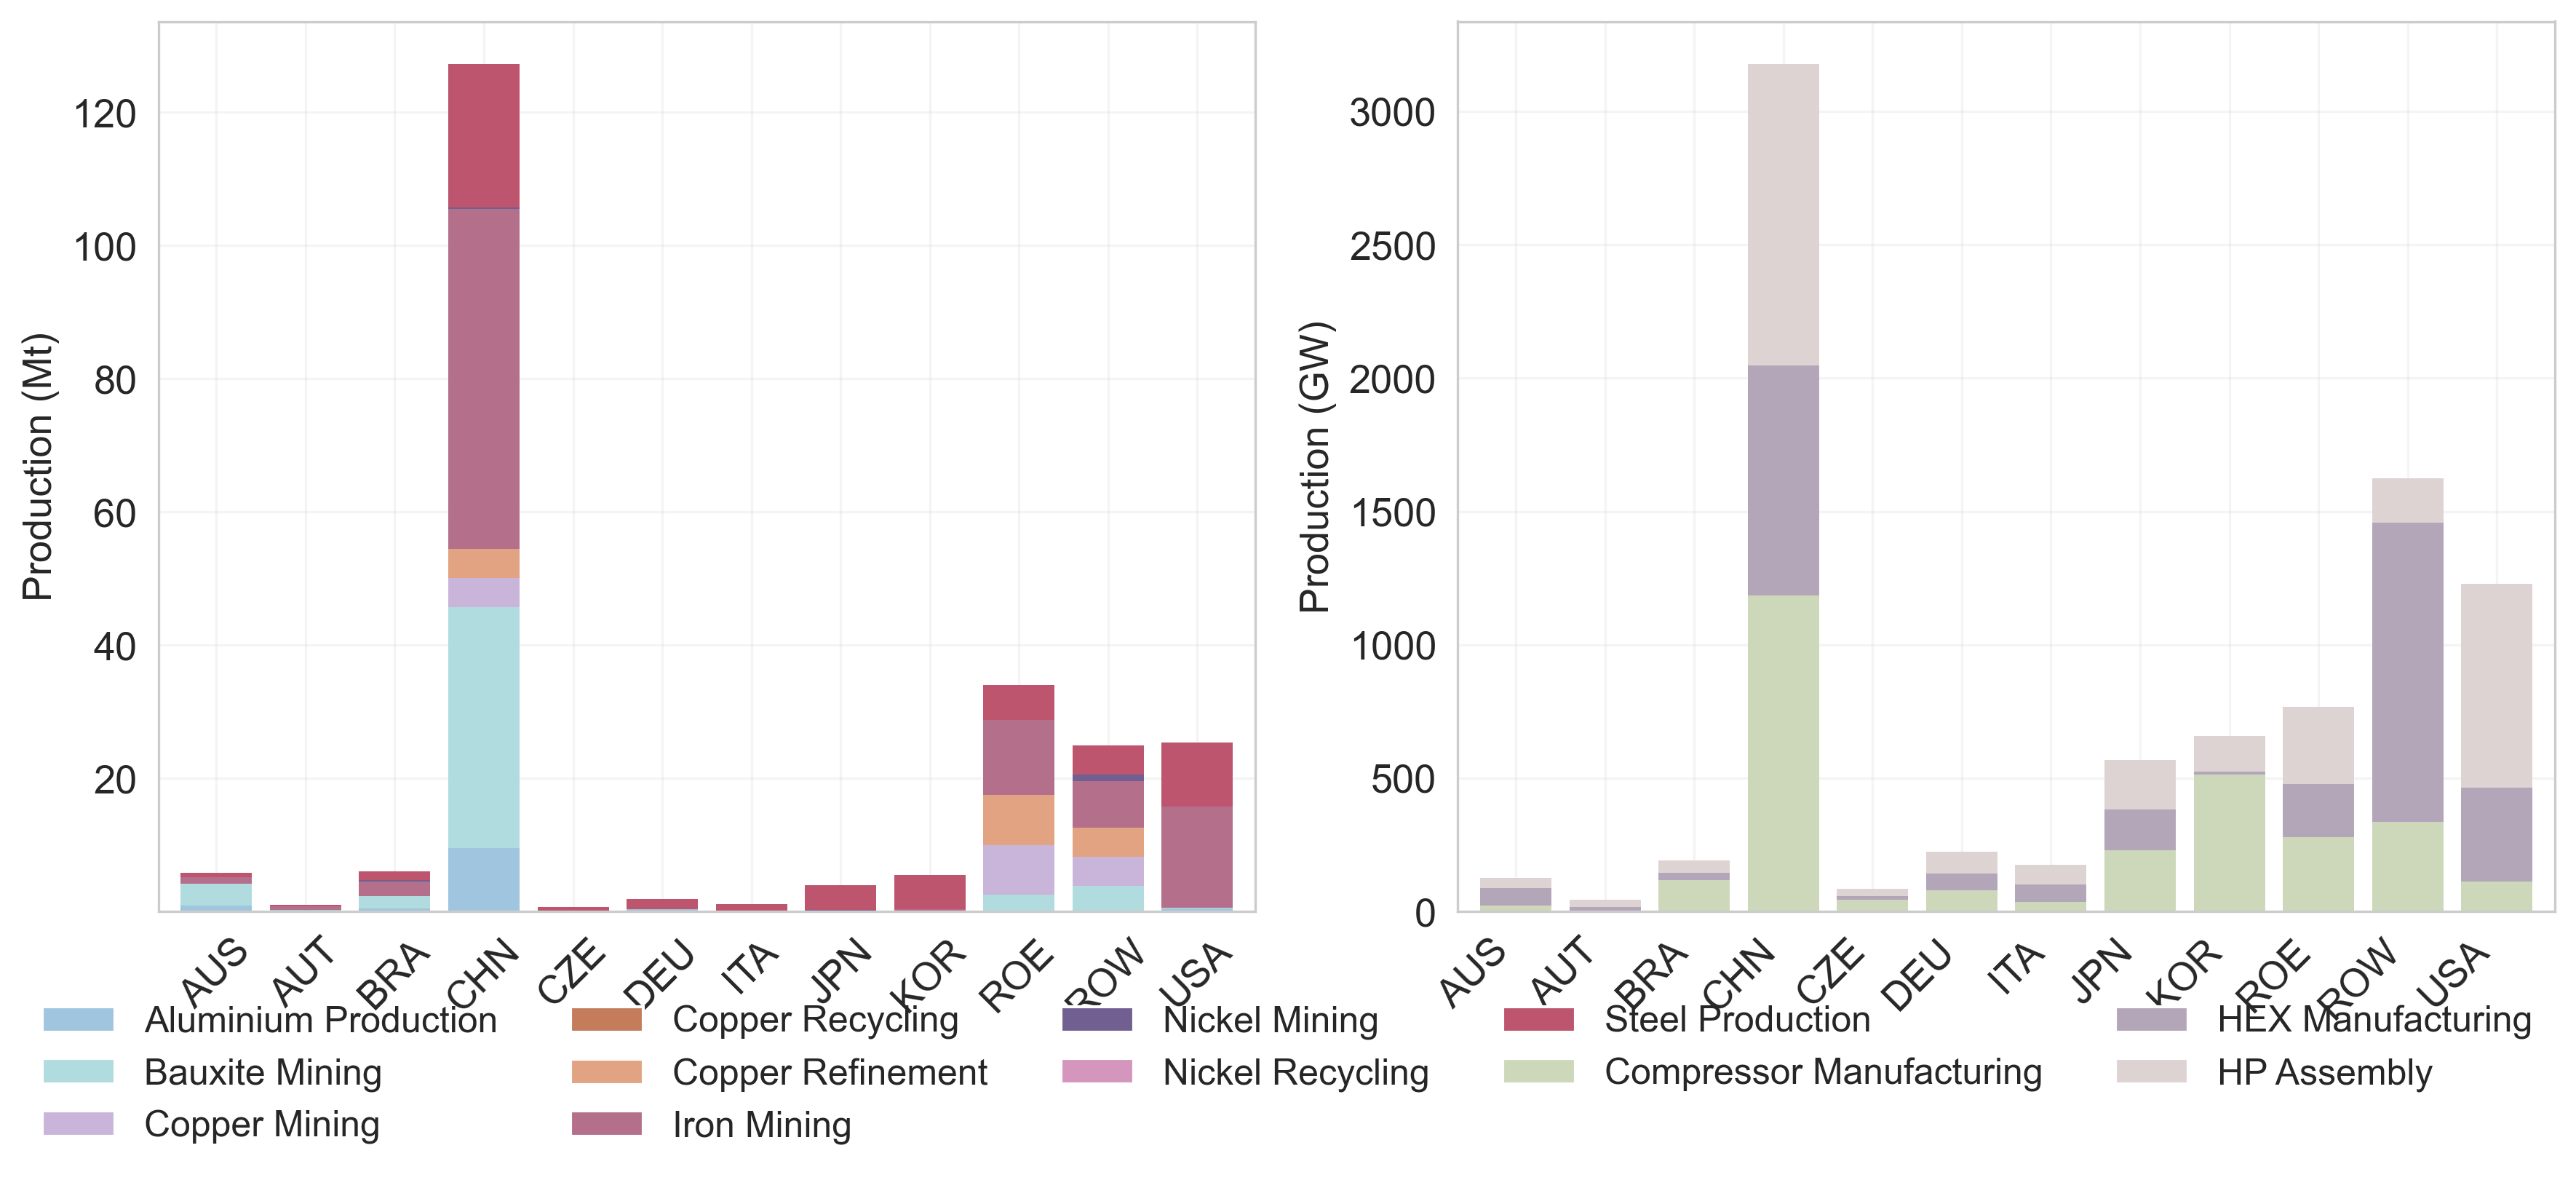 Production (Mt)
120
100
80
60
40
20
AUS
AUT
BRA
CHN
CZE
DEU
ITA
JPN
KOR
ROE
ROW
USA
Production (GW)
3000
2500
2000
1500
1000
500
0
AUS
AUT
BRA
CHN
CZE
DEU
ITA
JPN
KOR
ROE
ROW
USA
Aluminium Production
Bauxite Mining
Copper Mining
Copper Recycling
Copper Refinement
Iron Mining
Nickel Mining
Nickel Recycling
Steel Production
Compressor Manufacturing
HEX Manufacturing
HP Assembly